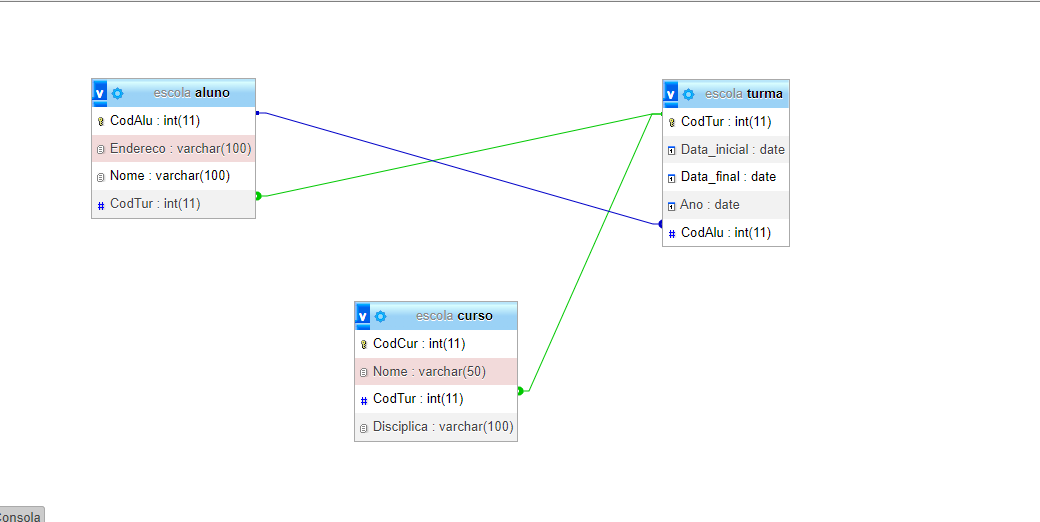 v escola aluno
CodAlu : int(11)
Endereco : varchar(100)
Nome : varchar(100)
# CodTur : int(11)
v escola turma
CodTur : int(11)
Data_inicial : date
Data_final : date
Ano : date
# CodAlu : int(11)
v escola curso
CodCur : int(11)
Nome : varchar(50)
# CodTur : int(11)
Disciplica : varchar(100)
Consola